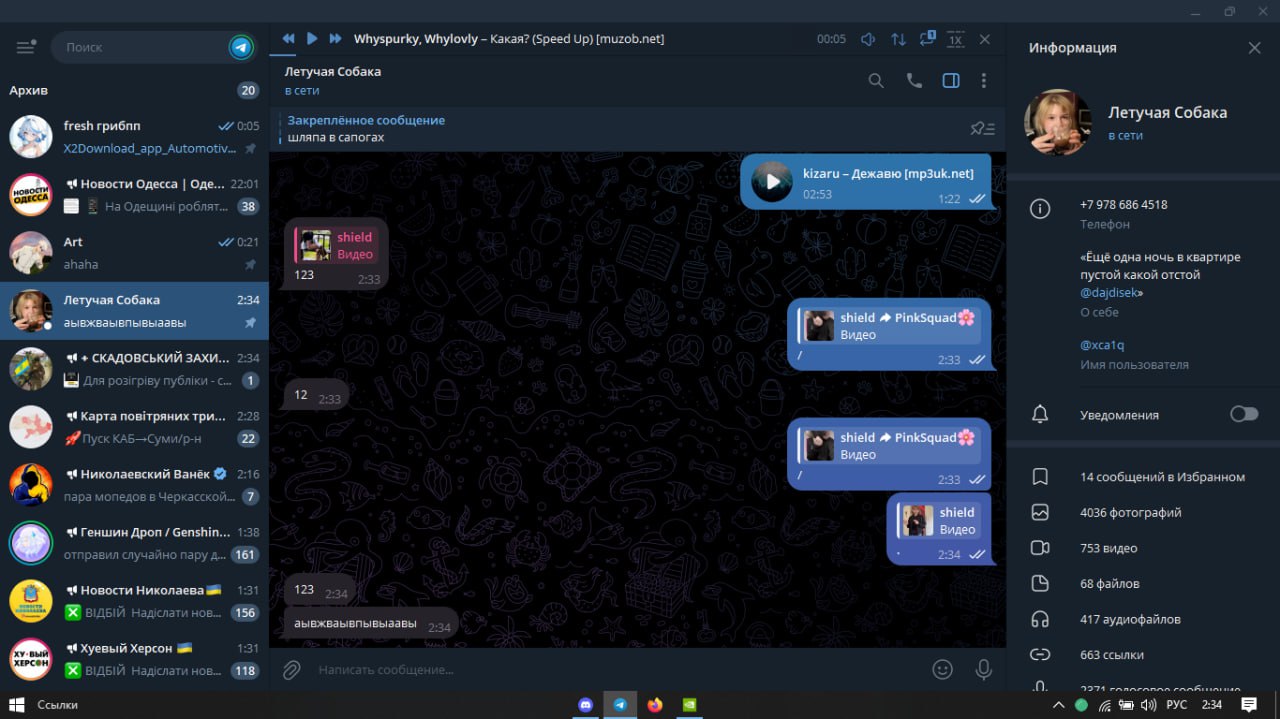 Поиск
Whyspurky, Whylovly – Какая? (Speed Up) [muzob.net]
00:05
1X
Архив
20
fresh грибпп
0:05
X2Download_app_Automotiv...
НОВОСТИ
ОДЕССА
Новости Одесса | Оде...
22:01
На Одещині роблят...
38
Art
0:21
ahaha
Летучая Собака
2:34
аывжваывпывыаавы
+ СКАДОВСЬКИЙ ЗАХИ...
2:34
Для розігріву публіки - с...
1
Карта повітряних три...
2:28
Пуск КАБ→Суми/р-н
22
Николаевский Ванёк
2:16
пара мопедов в Черкасской...
7
Геншин Дроп / Genshin...
1:38
отправил случайно пару д...
161
Новости Николаева
1:31
ВІДБІЙ Надіслати нов...
156
ХУ•ВЫЙ
ХЕРСОН
Хуевый Херсон
1:31
ВІДБІЙ Надіслати нов...
118
Летучая Собака
в сети
Закреплённое сообщение
шляпа в сапогах
kizaru – Дежавю [mp3uk.net]
02:53
1:22
shield
Видео
123
2:33
shield PinkSquad
Видео
/
2:33
12
2:33
shield PinkSquad
Видео
/
2:33
shield
Видео
.
2:34
123
2:34
аывжваывпывыаавы
2:34
Написать сообщение...
Информация
Летучая Собака
в сети
+7 978 686 4518
Телефон
«Ёщё одна ночь в квартире
пустой какой отстой
@dajdisek»
О себе
@xca1q
Имя пользователя
Уведомления
14 сообщений в Избранном
4036 фотографий
753 видео
68 файлов
417 аудиофайлов
663 ссылки
2371 голосовое сообщение
Ссылки
РУС
2:34